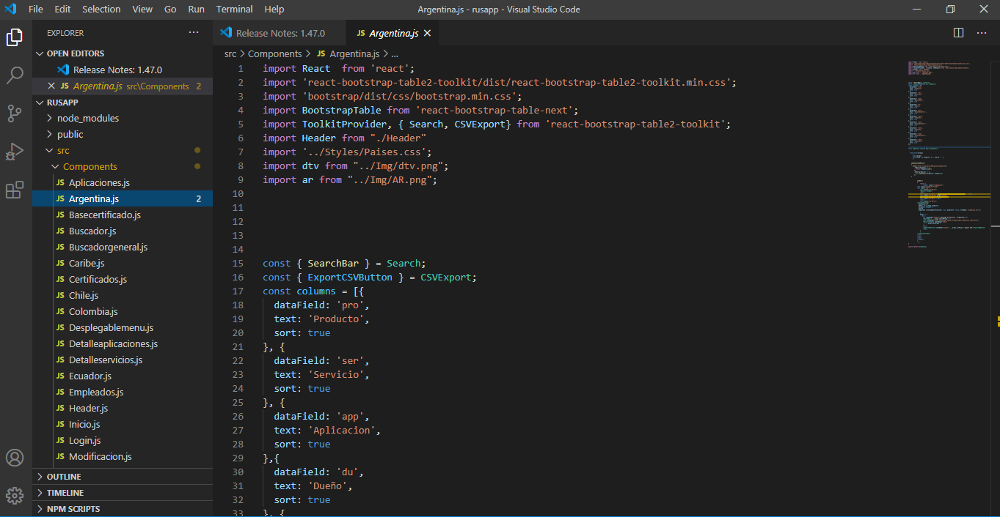 File Edit Selection View Go Run Terminal Help
Argentina.js - rusapp - Visual Studio Code
EXPLORER
OPEN EDITORS
Release Notes: 1.47.0
JS Argentina.js src\Components 2
RUSAPP
node_modules
public
src
Components
JS Aplicaciones.js
JS Argentina.js 2
JS Basecertificado.js
JS Buscador.js
JS Buscadorgeneral.js
JS Caribe.js
JS Certificados.js
JS Chile.js
JS Colombia.js
JS Desplegablemenu.js
JS Detalleaplicaciones.js
JS Detalleservicios.js
JS Ecuador.js
JS Empleados.js
JS Header.js
JS Inicio.js
JS Login.js
JS Modificacion.js
OUTLINE
TIMELINE
NPM SCRIPTS
Release Notes: 1.47.0
JS Argentina.js
src > Components > JS Argentina.js > ...
1 import React  from 'react';
2 import 'react-bootstrap-table2-toolkit/dist/react-bootstrap-table2-toolkit.min.css';
3 import 'bootstrap/dist/css/bootstrap.min.css';
4 import BootstrapTable from 'react-bootstrap-table-next';
5 import ToolkitProvider, { Search, CSVExport} from 'react-bootstrap-table2-toolkit';
6 import Header from "./Header"
7 import '../Styles/Paises.css';
8 import dtv from "../Img/dtv.png";
9 import ar from "../Img/AR.png";
10
11
12
13
14
15 const { SearchBar } = Search;
16 const { ExportCSVButton } = CSVExport;
17 const columns = [{
18 dataField: 'pro',
19 text: 'Producto',
20 sort: true
21 }, {
22 dataField: 'ser',
23 text: 'Servicio',
24 sort: true
25 }, {
26 dataField: 'app',
27 text: 'Aplicacion',
28 sort: true
29 },{
30 dataField: 'du',
31 text: 'Dueño',
32 sort: true
33 }, {